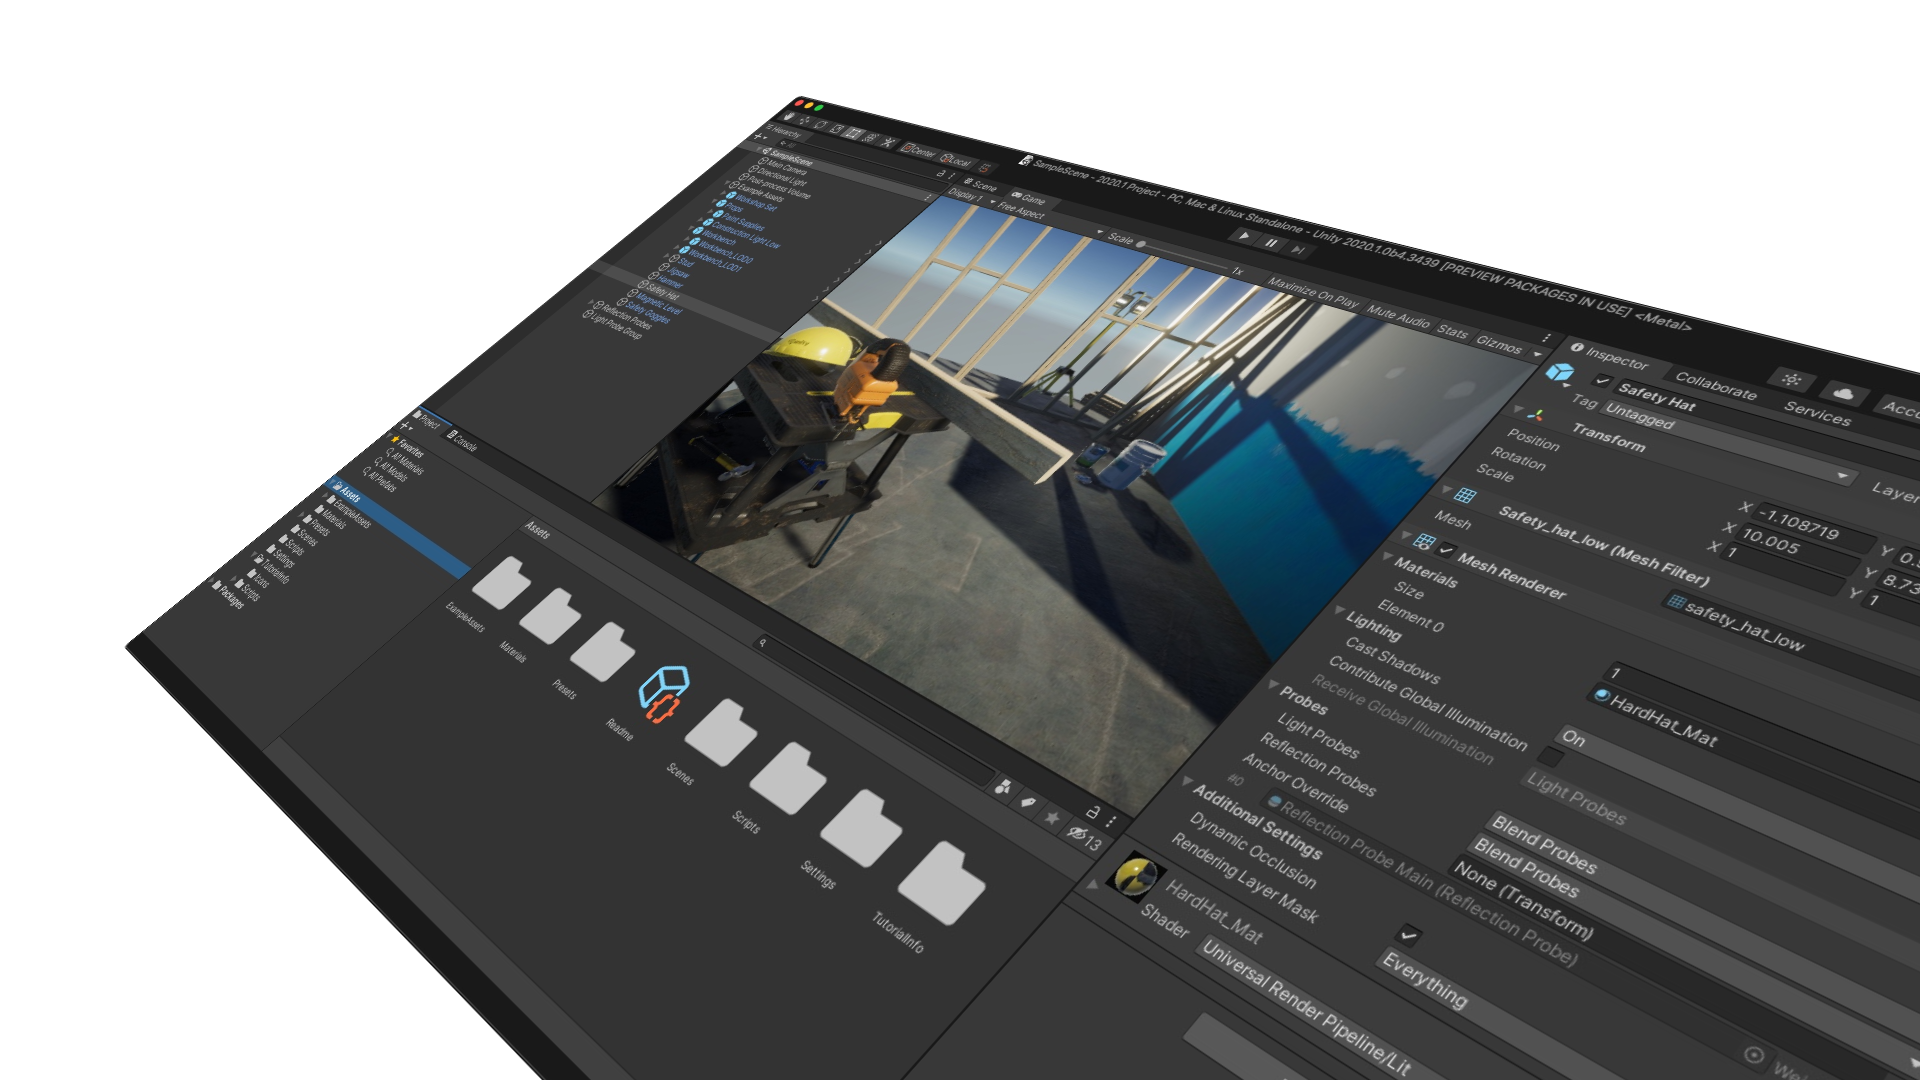 SampleScene - 2020.1 Project - PC, Mac & Linux Standalone - Unity 2020.1.0b4.3439 [PREVIEW PACKAGES IN USE] <Metal>
Center
Local
Hierarchy
All
SampleScene
Main Camera
Directional Light
Post-process Volume
Example Assets
Workshop Set
Props
Paint Supplies
Construction Light Low
Workbench
Workbench_LOD0
Workbench_LOD1
Stud
Jigsaw
Hammer
Safety Hat
Magnetic Level
Safety Goggles
Reflection Probes
Light Probe Group
Scene
Game
Display 1
Free Aspect
Scale
1x
Maximize On Play
Mute Audio
Stats
Gizmos
Project
Console
Favorites
All Materials
All Models
All Prefabs
Assets
ExampleAssets
Materials
Presets
Scenes
Scripts
Settings
TutorialInfo
Icons
Scripts
Packages
Assets
ExampleAssets
Materials
Presets
Readme
Scenes
Scripts
Settings
TutorialInfo
13
Inspector
Collaborate
Services
Safety Hat
Tag
Untagged
Transform
Position
X
-1.108719
Y
Rotation
X
10.005
Y
8.73
Scale
X
1
Y
1
Safety_hat_low (Mesh Filter)
Mesh
safety_hat_low
Mesh Renderer
Materials
Size
1
Element 0
HardHat_Mat
Lighting
Cast Shadows
On
Contribute Global Illumination
Receive Global Illumination
Light Probes
Probes
Light Probes
Blend Probes
Reflection Probes
Blend Probes
Anchor Override
None (Transform)
#0
Reflection Probe Main (Reflection Probe)
Additional Settings
Dynamic Occlusion
Rendering Layer Mask
Everything
HardHat_Mat
Shader
Universal Render Pipeline/Lit